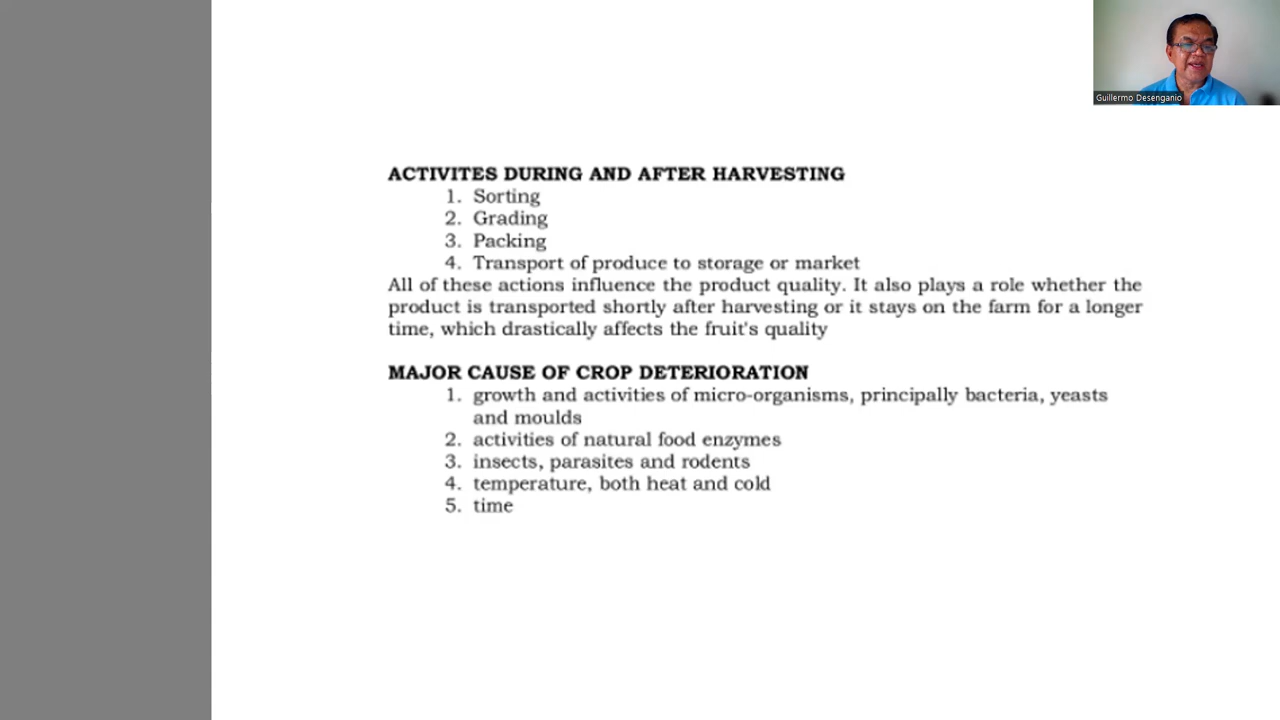 Guillermo Desenganio
ACTIVITES DURING AND AFTER HARVESTING
1. Sorting
2. Grading
3. Packing
4. Transport of produce to storage or market
All of these actions influence the product quality. It also plays a role whether the
product is transported shortly after harvesting or it stays on the farm for a longer
time, which drastically affects the fruit's quality
MAJOR CAUSE OF CROP DETERIORATION
1. growth and activities of micro-organisms, principally bacteria, yeasts
and moulds
2. activities of natural food enzymes
3. insects, parasites and rodents
4. temperature, both heat and cold
5. time